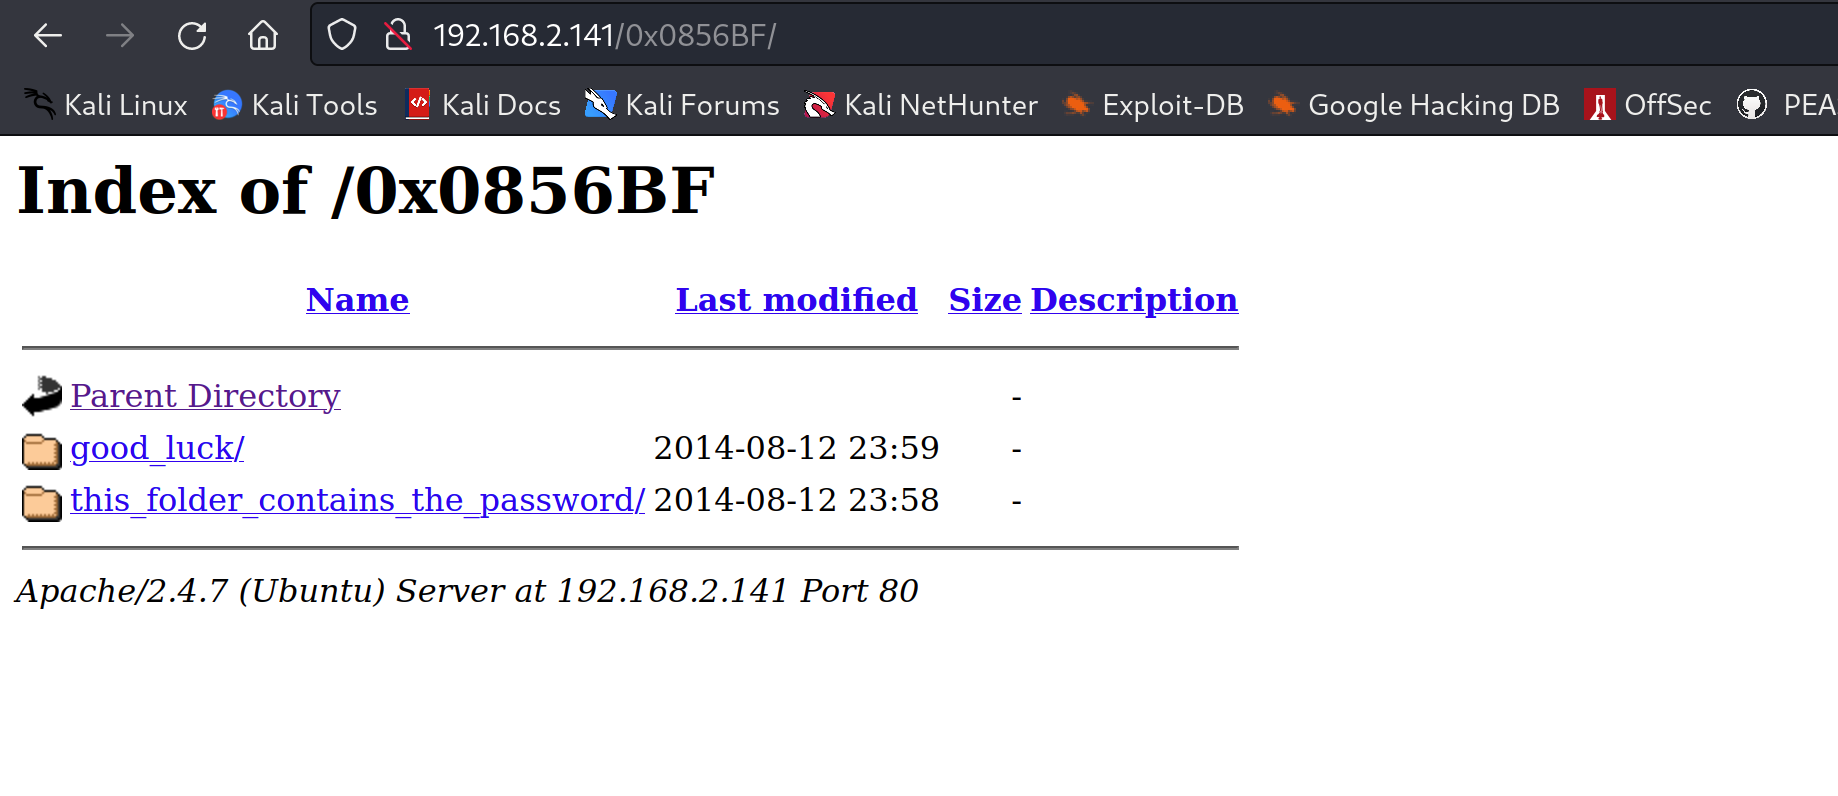 192.168.2.141/0x0856BF/
Kali Linux Kali Tools Kali Docs Kali Forums Kali NetHunter Exploit-DB Google Hacking DB OffSec PEA
Index of /0x0856BF
Name Last modified Size Description
Parent Directory -
good_luck/ 2014-08-12 23:59 -
this_folder_contains_the_password/ 2014-08-12 23:58 -
Apache/2.4.7 (Ubuntu) Server at 192.168.2.141 Port 80